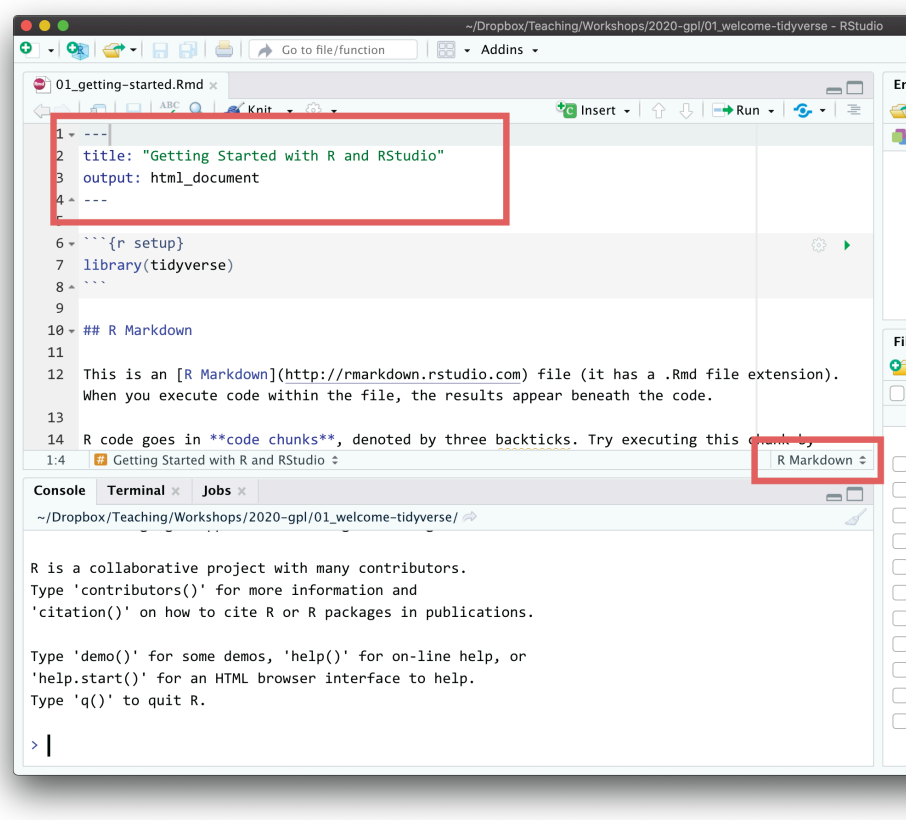 ~/Dropbox/Teaching/Workshops/2020-gpl/01_welcome-tidyverse - RStudio
Go to file/function
Addins
01_getting-started.Rmd
En
ABC
Knit
Insert
Run
1 ---
2 title: "Getting Started with R and RStudio"
3 output: html_document
4 ---
5
6 ```{r setup}
7 library(tidyverse)
8 ```
9
10 ## R Markdown
11
12 This is an [R Markdown](http://rmarkdown.rstudio.com) file (it has a .Rmd file extension).
When you execute code within the file, the results appear beneath the code.
13
14 R code goes in **code chunks**, denoted by three backticks. Try executing this chunk by
1:4 # Getting Started with R and RStudio R Markdown
Fi
Console Terminal Jobs
~/Dropbox/Teaching/Workshops/2020-gpl/01_welcome-tidyverse/
R is a collaborative project with many contributors.
Type 'contributors()' for more information and
'citation()' on how to cite R or R packages in publications.
Type 'demo()' for some demos, 'help()' for on-line help, or
'help.start()' for an HTML browser interface to help.
Type 'q()' to quit R.
>